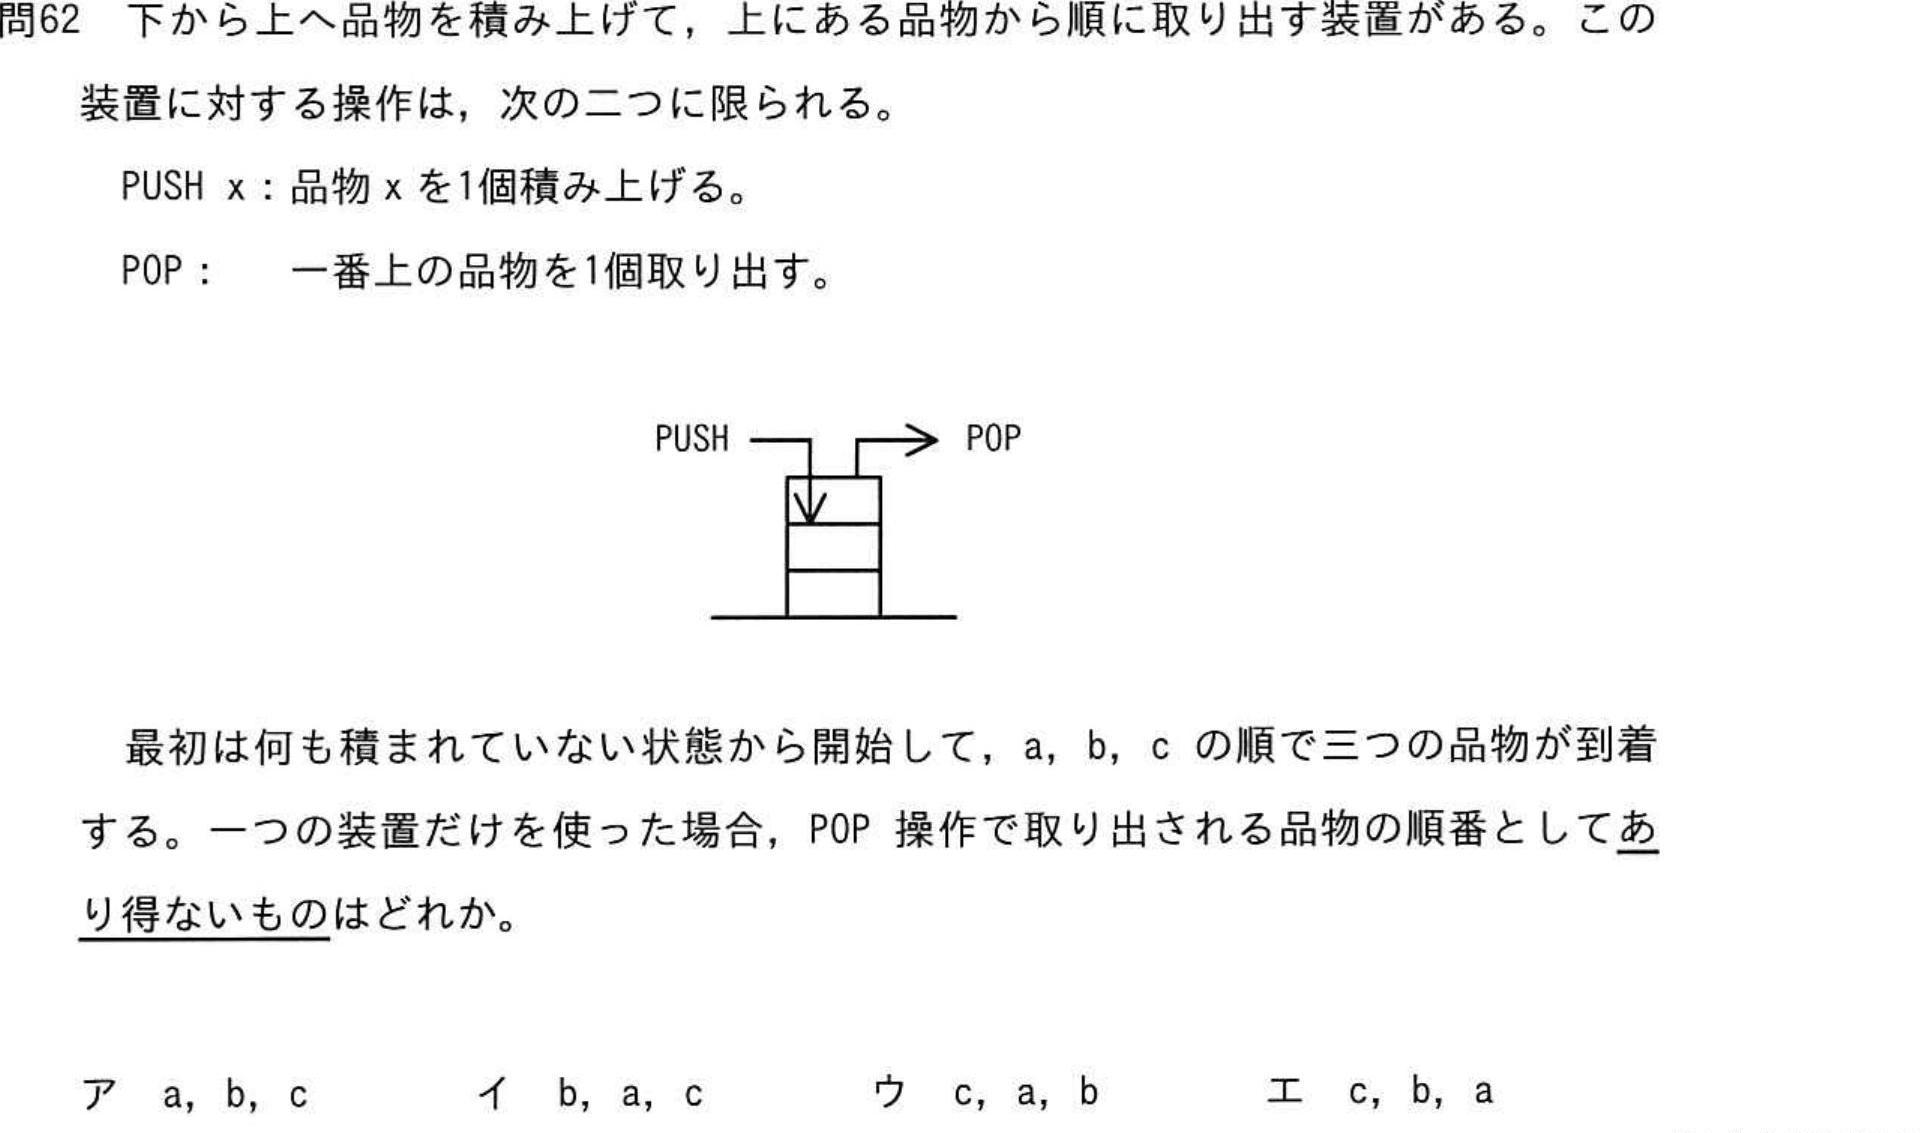 問62 下から上へ品物を積み上げて，上にある品物から順に取り出す装置がある。この
装置に対する操作は，次の二つに限られる。
PUSH x：品物 x を1個積み上げる。
POP： 一番上の品物を1個取り出す。
PUSH POP
最初は何も積まれていない状態から開始して，a，b，c の順で三つの品物が到着
する。一つの装置だけを使った場合，POP 操作で取り出される品物の順番としてあ
り得ないものはどれか。
ア a，b，c イ b，a，c ウ c，a，b エ c，b，a